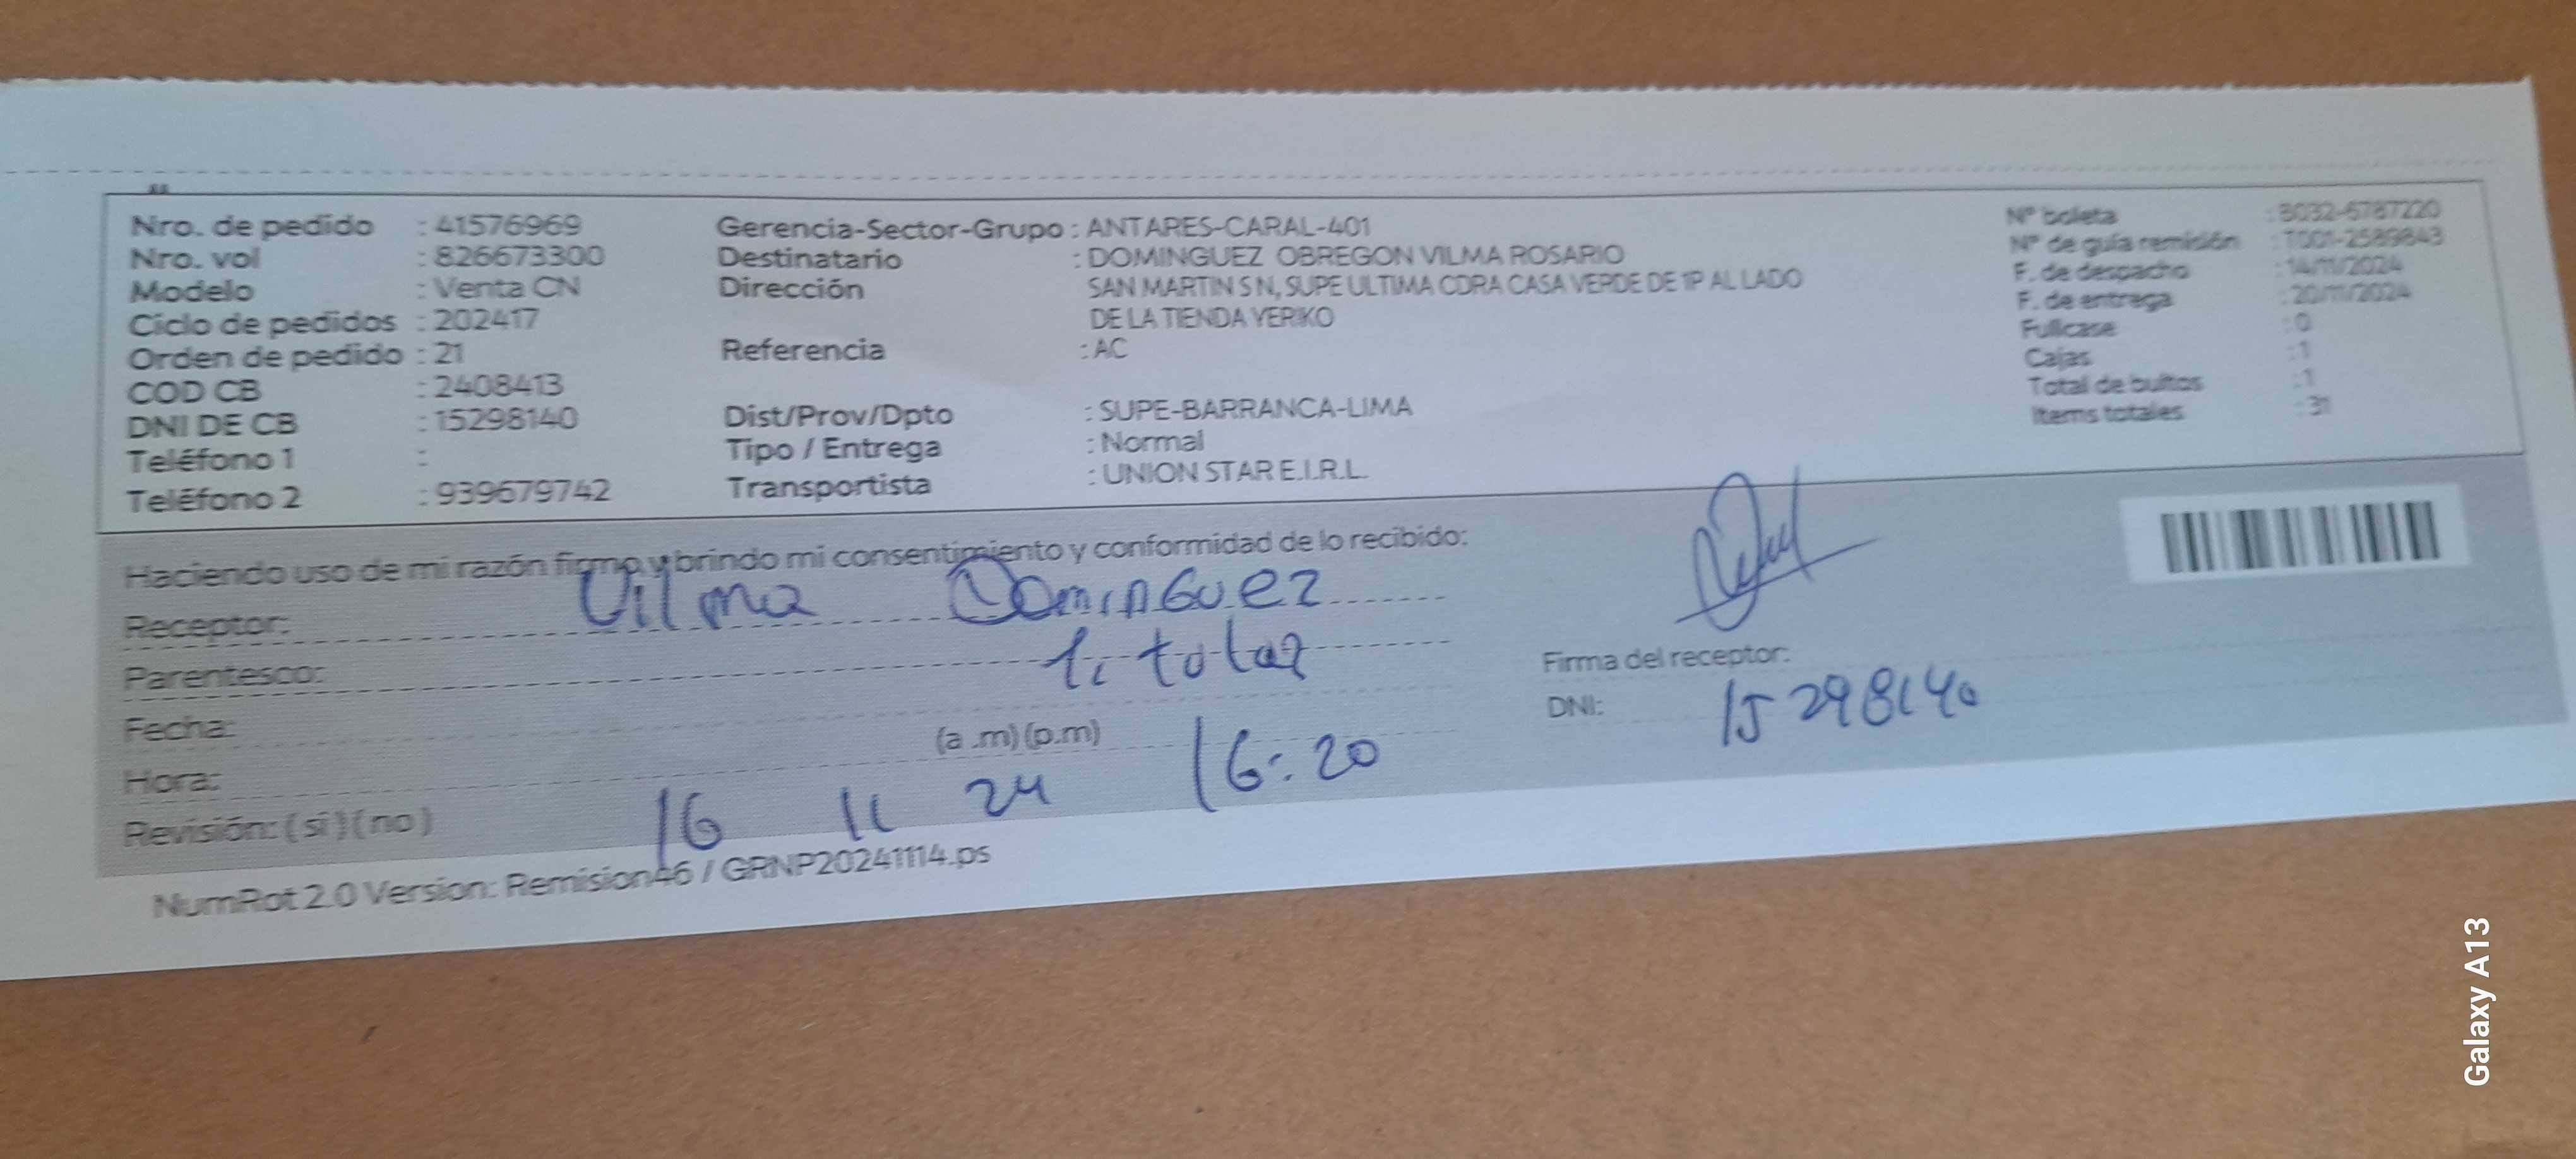 Nro. de pedido : 41576969
Nro. vol : 826673300
Modelo : Venta CN
Ciclo de pedidos : 202417
Orden de pedido : 21
COD CB : 2408413
DNI DE CB : 15298140
Teléfono 1 :
Teléfono 2 : 939679742
Gerencia-Sector-Grupo : ANTARES-CARAL-401
Destinatario : DOMINGUEZ OBREGON VILMA ROSARIO
Dirección SAN MARTIN S N, SUPE ULTIMA CDRA CASA VERDE DE 1P AL LADO
DE LA TIENDA YERIKO
Referencia : AC
Dist/Prov/Dpto : SUPE-BARRANCA-LIMA
Tipo / Entrega : Normal
Transportista : UNION STAR E.I.R.L.
N° boleta : B032-6787220
N° de guía remisión : T001-2589843
F. de despacho : 14/11/2024
F. de entrega : 20/11/2024
Fullcase : 0
Cajas : 1
Total de bultos : 1
Items totales : 31
Haciendo uso de mi razón firmo y brindo mi consentimiento y conformidad de lo recibido:
Receptor: Vilma Dominguez
Parentesco: Titular
Fecha:
(a .m) (p.m)
Hora:
16 11 24 16:20
Revisión: ( si ) ( no )
Firma del receptor:
DNI: 15298140
NumRot 2.0 Version: Remision46 / GRNP20241114.ps
Galaxy A13